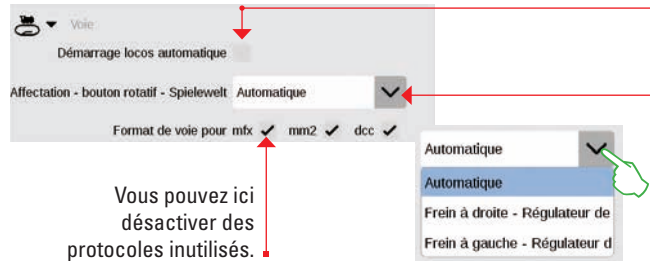 Voie
Démarrage locos automatique
Affectation - bouton rotatif - Spielewelt Automatique
Format de voie pour mfx mm2 dcc
Vous pouvez ici
désactiver des
protocoles inutilisés.
Automatique
Automatique
Frein à droite - Régulateur de
Frein à gauche - Régulateur d